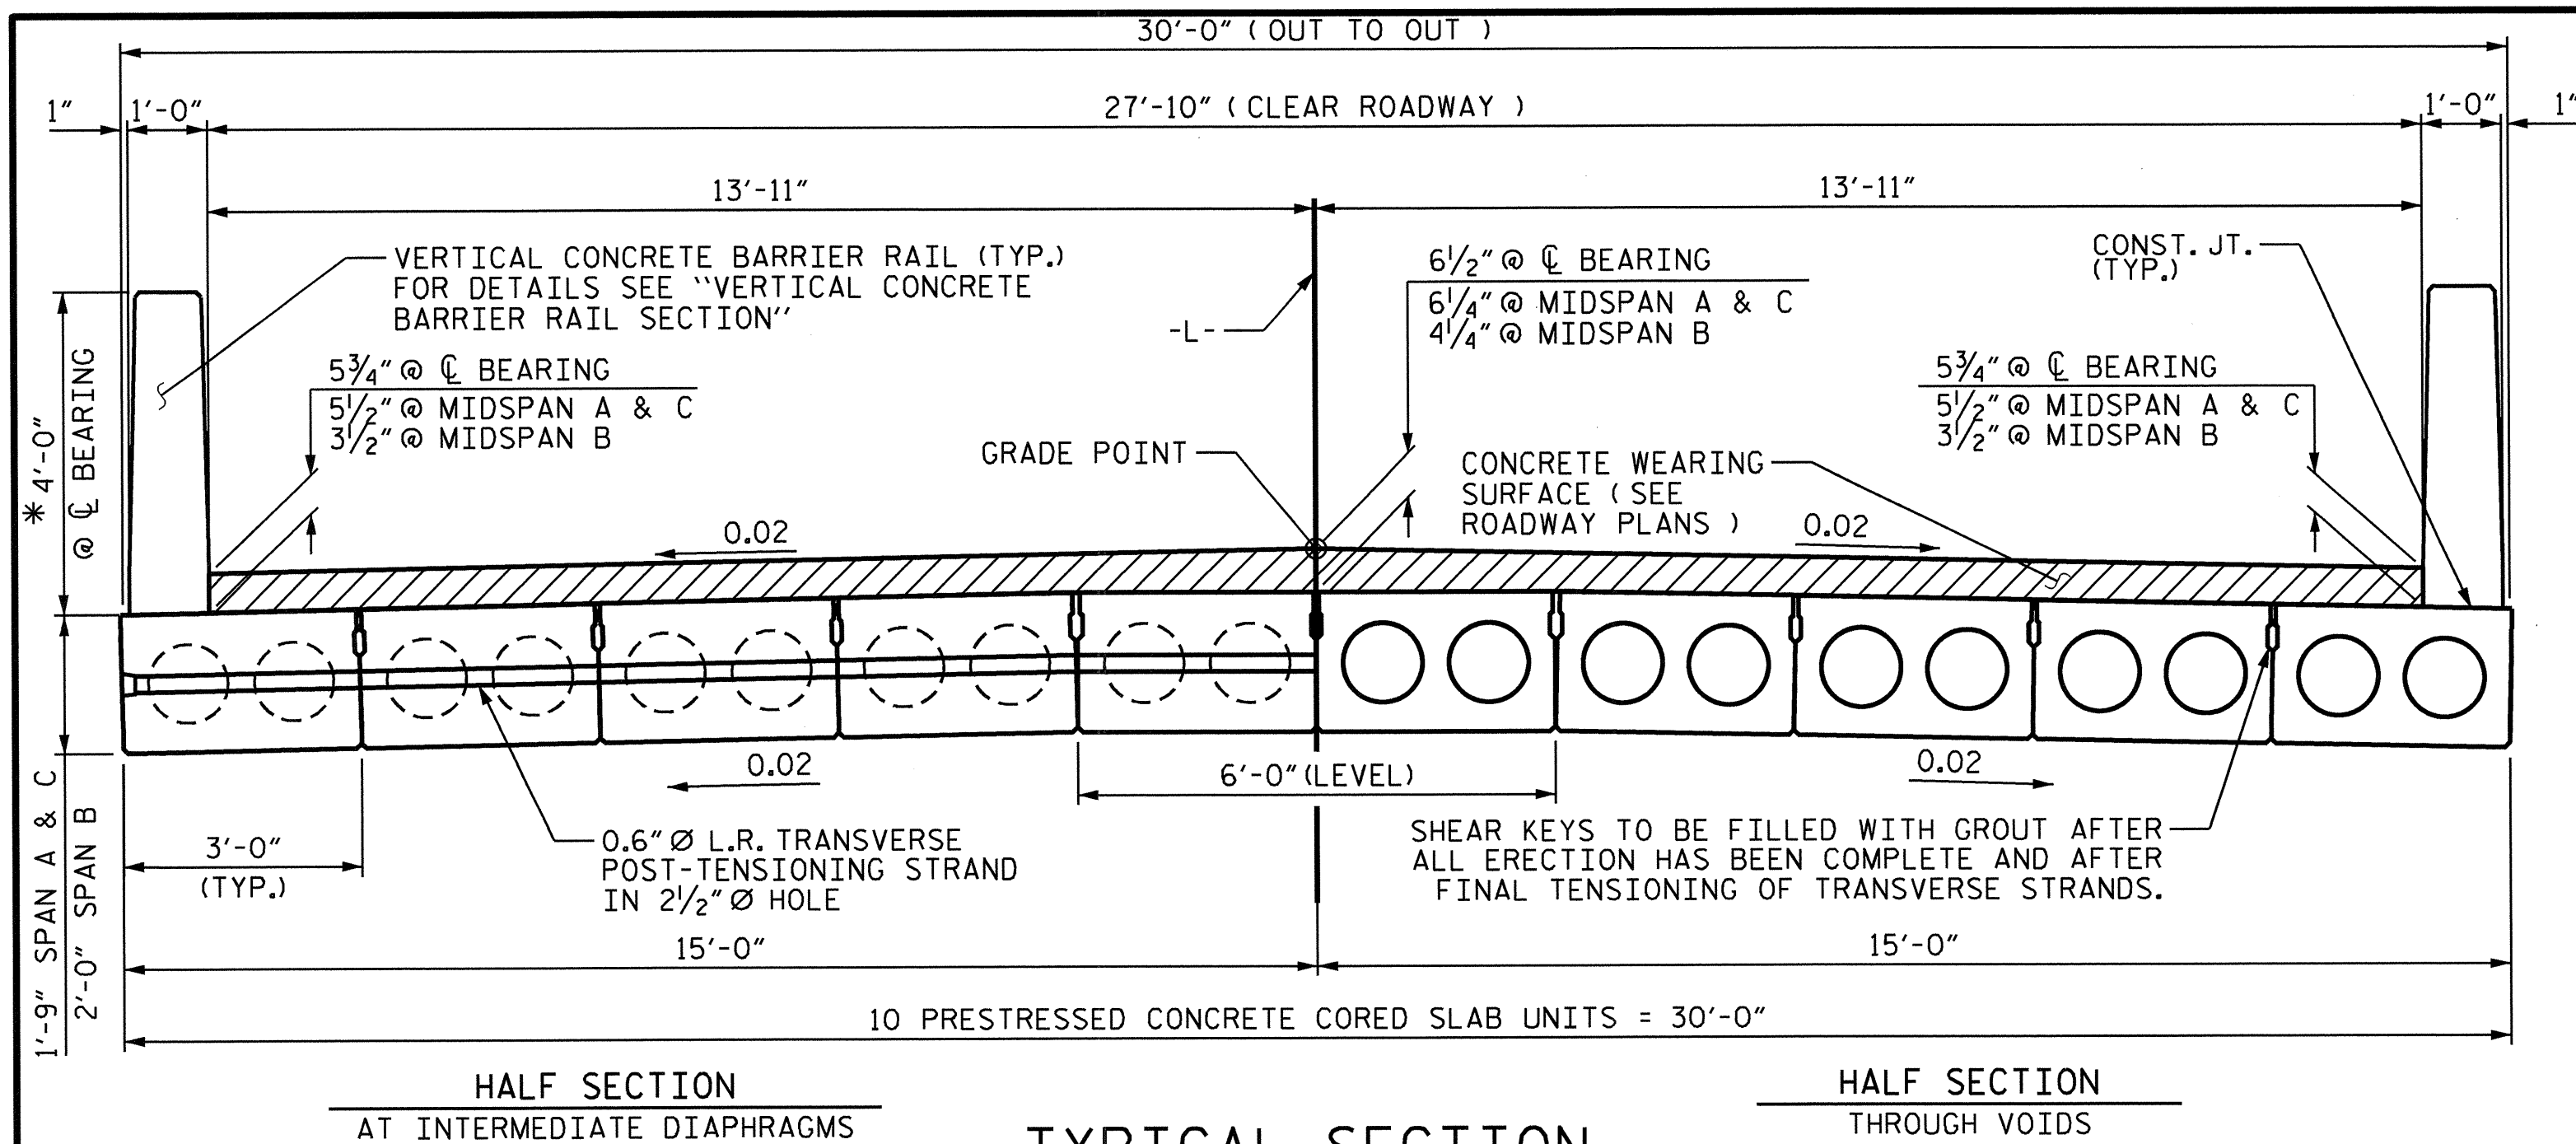 30'-0" ( OUT TO OUT )
1"
1'-0"
27'-10" ( CLEAR ROADWAY )
1'-0"
1"
13'-11"
13'-11"
VERTICAL CONCRETE BARRIER RAIL (TYP.)
FOR DETAILS SEE "VERTICAL CONCRETE
BARRIER RAIL SECTION"
-L-
6½" @ ℄ BEARING
6¼" @ MIDSPAN A & C
4¼" @ MIDSPAN B
CONST. JT.
(TYP.)
5¾" @ ℄ BEARING
5½" @ MIDSPAN A & C
3½" @ MIDSPAN B
5¾" @ ℄ BEARING
5½" @ MIDSPAN A & C
3½" @ MIDSPAN B
* 4'-0"
@ ℄ BEARING
GRADE POINT
CONCRETE WEARING
SURFACE ( SEE
ROADWAY PLANS )
0.02
0.02
0.02
6'-0" (LEVEL)
0.02
1'-9" SPAN A & C
2'-0" SPAN B
3'-0"
(TYP.)
0.6" Ø L.R. TRANSVERSE
POST-TENSIONING STRAND
IN 2½" Ø HOLE
SHEAR KEYS TO BE FILLED WITH GROUT AFTER
ALL ERECTION HAS BEEN COMPLETE AND AFTER
FINAL TENSIONING OF TRANSVERSE STRANDS.
15'-0"
15'-0"
10 PRESTRESSED CONCRETE CORED SLAB UNITS = 30'-0"
HALF SECTION
AT INTERMEDIATE DIAPHRAGMS
HALF SECTION
THROUGH VOIDS
TYPICAL SECTION